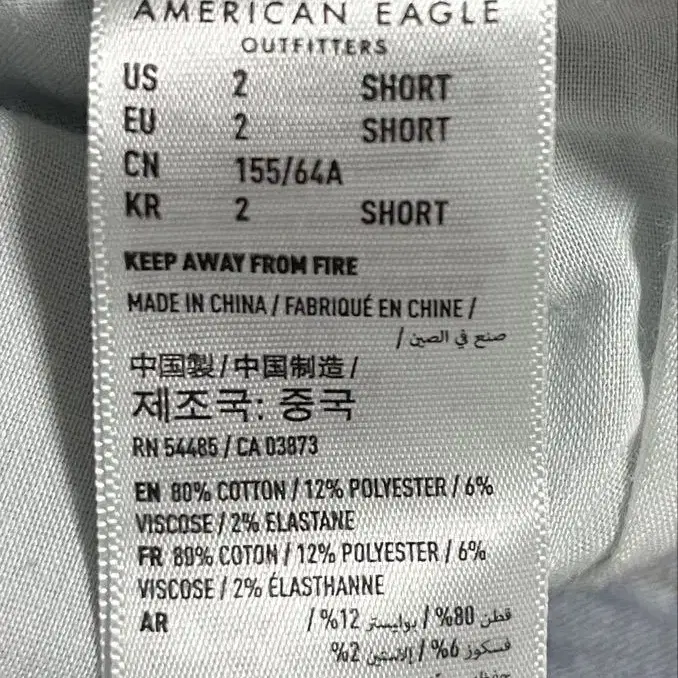 AMERICAN EAGLE
OUTFITTERS
US 2 SHORT
EU 2 SHORT
CN 155/64A
KR 2 SHORT
KEEP AWAY FROM FIRE
MADE IN CHINA / FABRIQUÉ EN CHINE /
صنع في الصين /
中国製 / 中国制造 /
제조국: 중국
RN 54485 / CA 03873
EN 80% COTTON / 12% POLYESTER / 6%
VISCOSE / 2% ELASTANE
FR 80% COTON / 12% POLYESTER / 6%
VISCOSE / 2% ÉLASTHANNE
AR قطن 80% / بوليستر 12% /
فسكوز 6% / إلاستين 2%